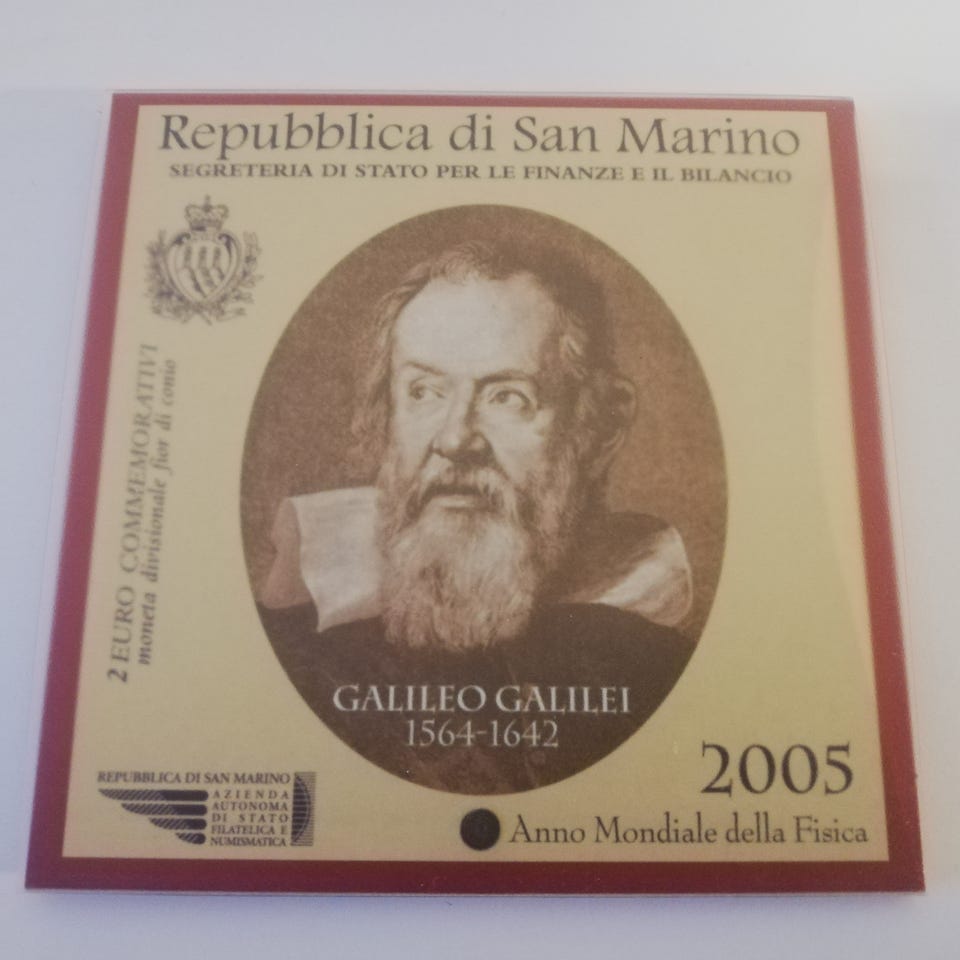 Repubblica di San Marino
SEGRETERIA DI STATO PER LE FINANZE E IL BILANCIO
2 EURO COMMEMORATIVI
moneta divisionale fior di conio
GALILEO GALILEI
1564-1642
2005
Anno Mondiale della Fisica
REPUBBLICA DI SAN MARINO
AZIENDA
AUTONOMA
DI STATO
FILATELICA E
NUMISMATICA